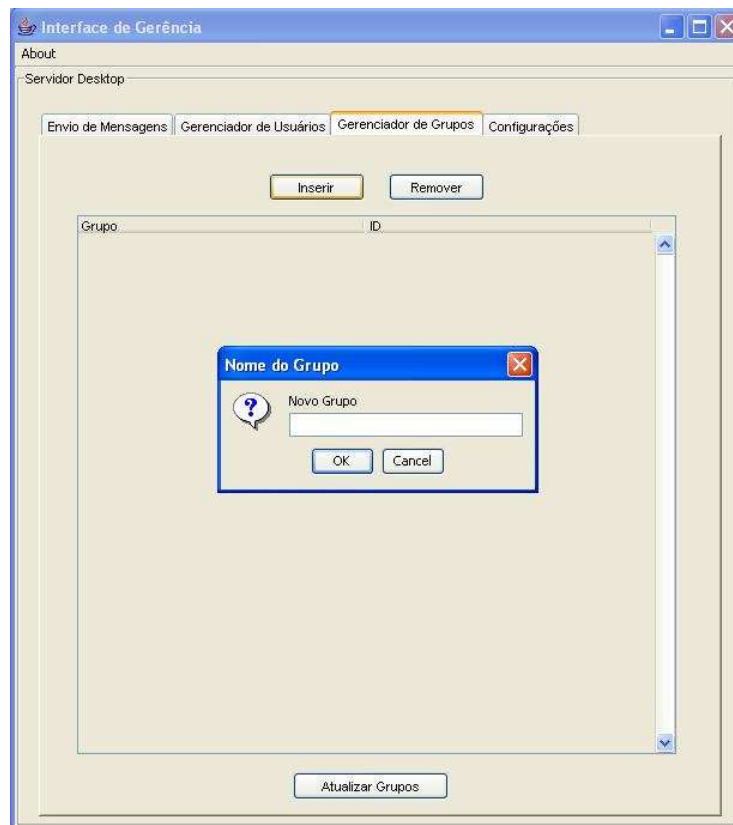 Interface de Gerência
About
Servidor Desktop
Envio de Mensagens Gerenciador de Usuários Gerenciador de Grupos Configurações
Inserir Remover
Grupo ID
Nome do Grupo
?
Novo Grupo
OK Cancel
Atualizar Grupos